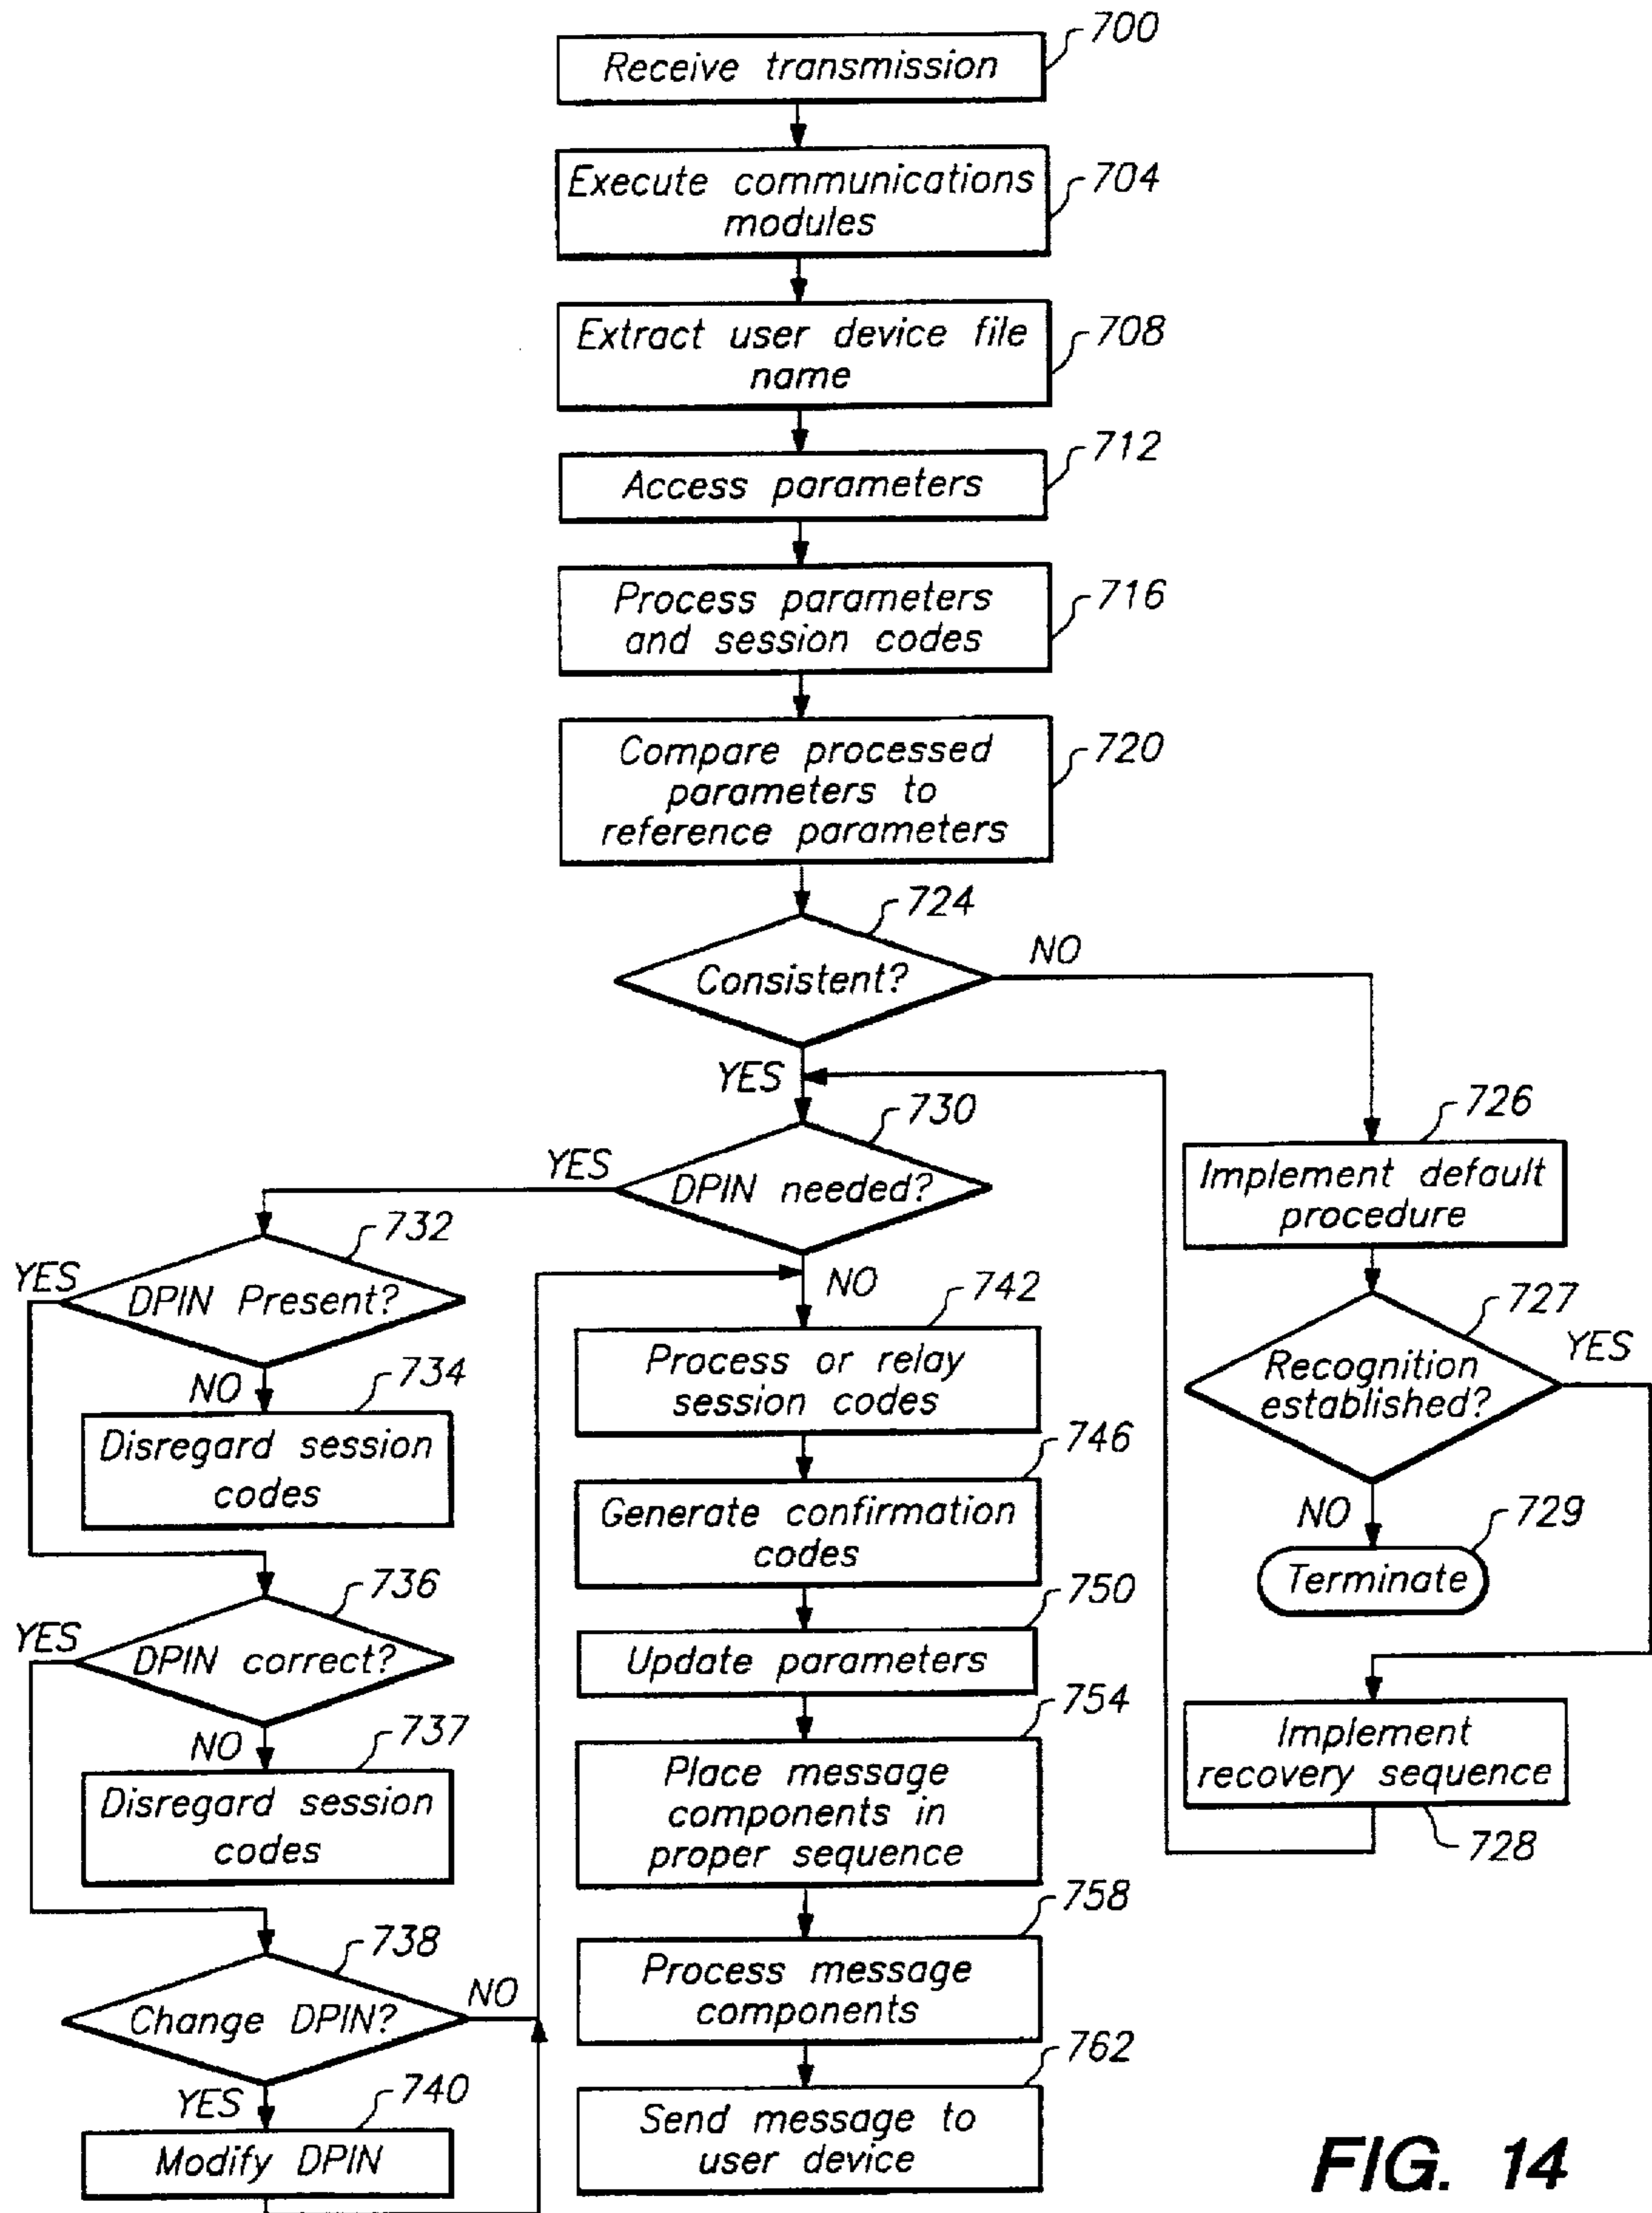 700
Receive transmission
704
Execute communications
modules
708
Extract user device file
name
712
Access parameters
716
Process parameters
and session codes
720
Compare processed
parameters to
reference parameters
724
Consistent?
NO
YES
726
Implement default
procedure
727
Recognition
established?
YES
NO
729
Terminate
Implement
recovery sequence
728
730
DPIN needed?
YES
NO
732
DPIN Present?
YES
NO
734
Disregard session
codes
736
DPIN correct?
YES
NO
737
Disregard session
codes
738
Change DPIN?
NO
YES
740
Modify DPIN
742
Process or relay
session codes
746
Generate confirmation
codes
750
Update parameters
754
Place message
components in
proper sequence
758
Process message
components
762
Send message to
user device
FIG. 14